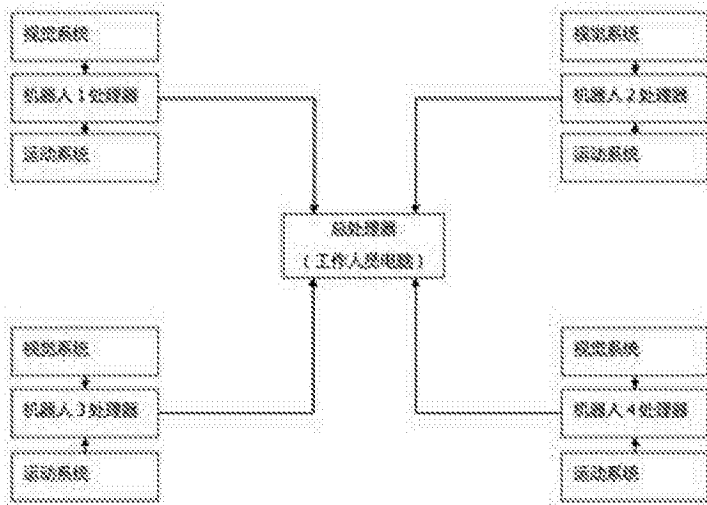 视觉系统
机器人1处理器
运动系统
视觉系统
机器人2处理器
运动系统
总处理器
(工作人员电脑)
视觉系统
机器人3处理器
运动系统
视觉系统
机器人4处理器
运动系统